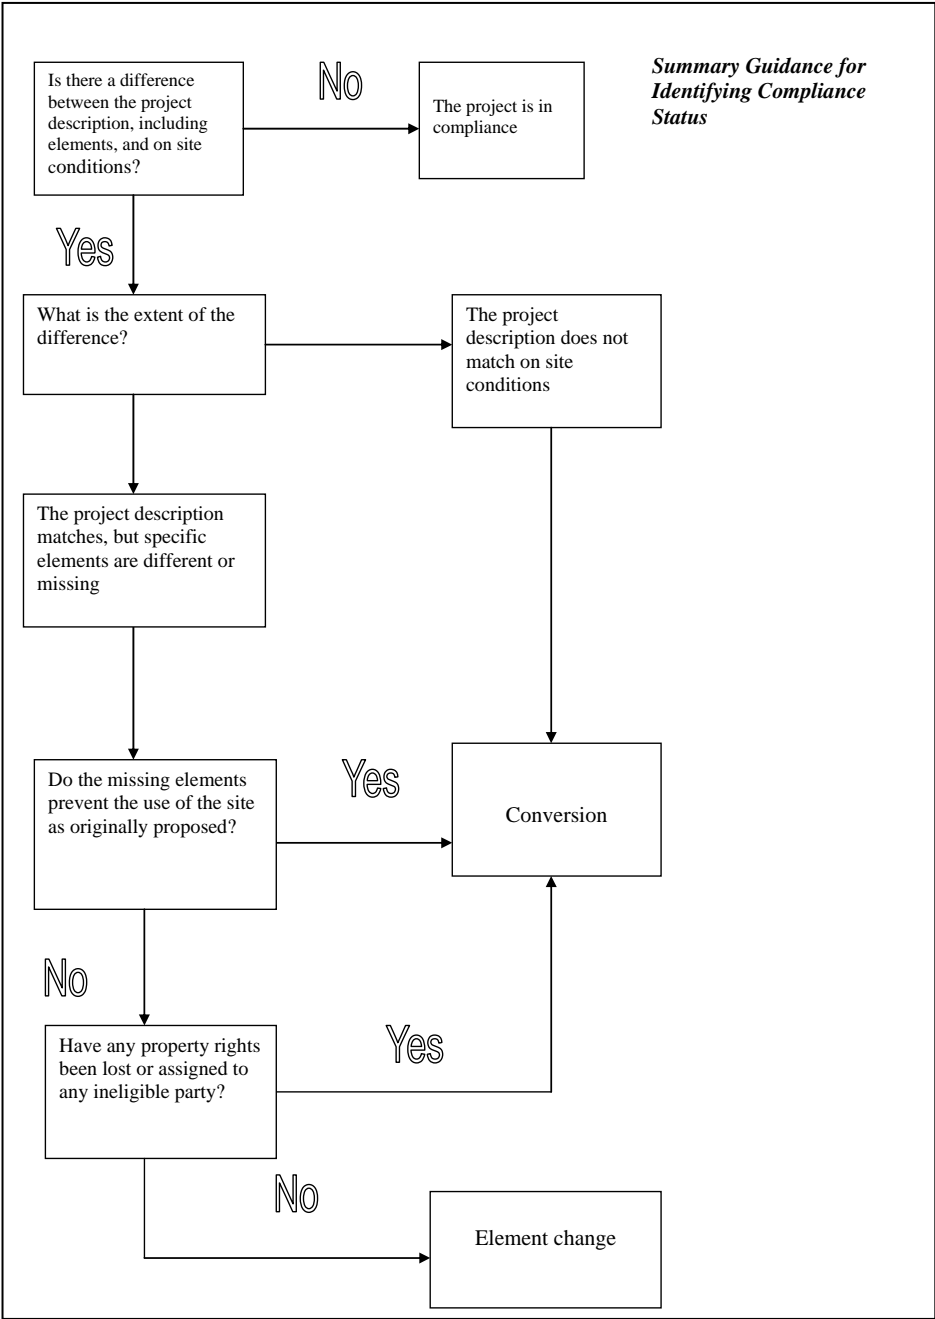 Summary Guidance for
Identifying Compliance
Status
Is there a difference
between the project
description, including
elements, and on site
conditions?
No
The project is in
compliance
Yes
What is the extent of the
difference?
The project
description does not
match on site
conditions
The project description
matches, but specific
elements are different or
missing
Do the missing elements
prevent the use of the site
as originally proposed?
Yes
Conversion
No
Have any property rights
been lost or assigned to
any ineligible party?
Yes
No
Element change